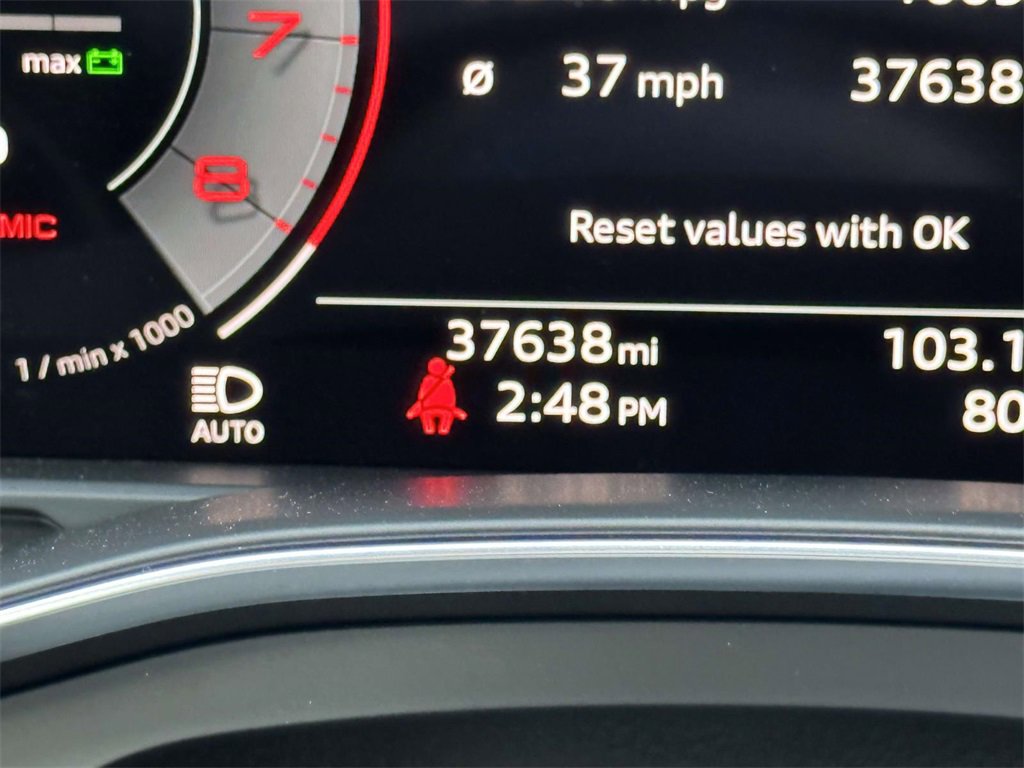 7
max
Ø 37 mph 37638
8
MIC
Reset values with OK
1 / min x 1000
37638 mi 103.1
2:48 PM 80
AUTO